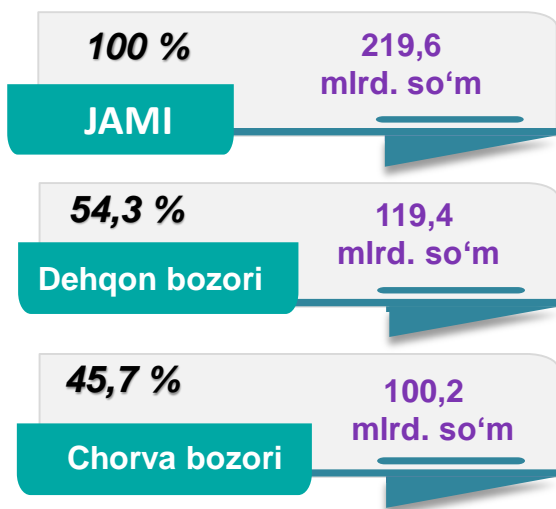 100 %
219,6
mlrd. so‘m
JAMI
54,3 %
119,4
mlrd. so‘m
Dehqon bozori
45,7 %
100,2
mlrd. so‘m
Chorva bozori